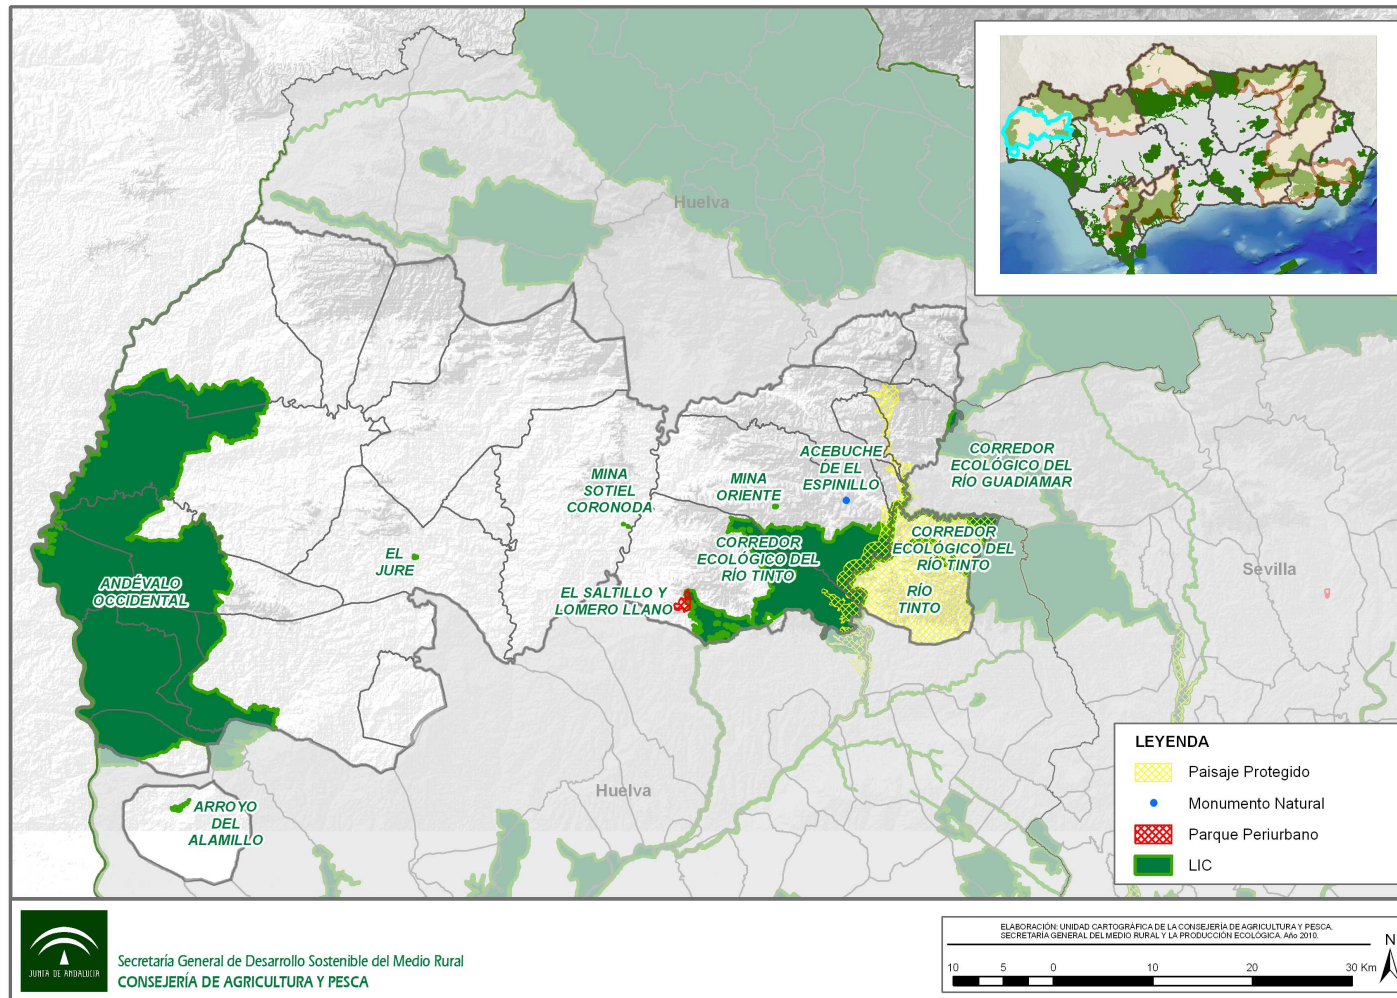 Huelva
ACEBUCHE
DE EL
ESPINILLO
CORREDOR
ECOLÓGICO DEL
RÍO GUADIAMAR
MINA
SOTIEL
CORONODA
MINA
ORIENTE
CORREDOR
ECOLÓGICO DEL
RÍO TINTO
CORREDOR
ECOLÓGICO DEL
RÍO TINTO
EL
JURE
ANDÉVALO
OCCIDENTAL
EL SALTILLO Y
LOMERO LLANO
RÍO
TINTO
Sevilla
Huelva
ARROYO
DEL
ALAMILLO
LEYENDA
Paisaje Protegido
Monumento Natural
Parque Periurbano
LIC
JUNTA DE ANDALUCIA
Secretaría General de Desarrollo Sostenible del Medio Rural
CONSEJERÍA DE AGRICULTURA Y PESCA
ELABORACIÓN: UNIDAD CARTOGRÁFICA DE LA CONSEJERÍA DE AGRICULTURA Y PESCA.
SECRETARÍA GENERAL DEL MEDIO RURAL Y LA PRODUCCIÓN ECOLÓGICA. Año 2010.
10 5 0 10 20 30 Km
N